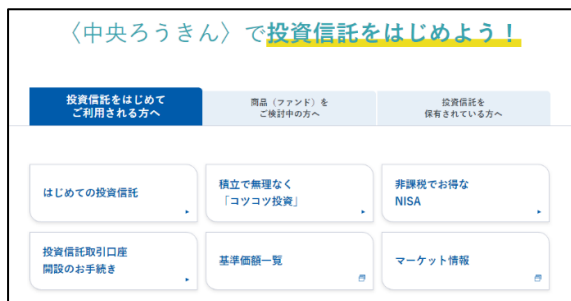 〈中央ろうきん〉で投資信託をはじめよう！
投資信託をはじめて
ご利用される方へ
商品（ファンド）を
ご検討中の方へ
投資信託を
保有されている方へ
はじめての投資信託
積立で無理なく
「コツコツ投資」
非課税でお得な
NISA
投資信託取引口座
開設のお手続き
基準価額一覧
マーケット情報